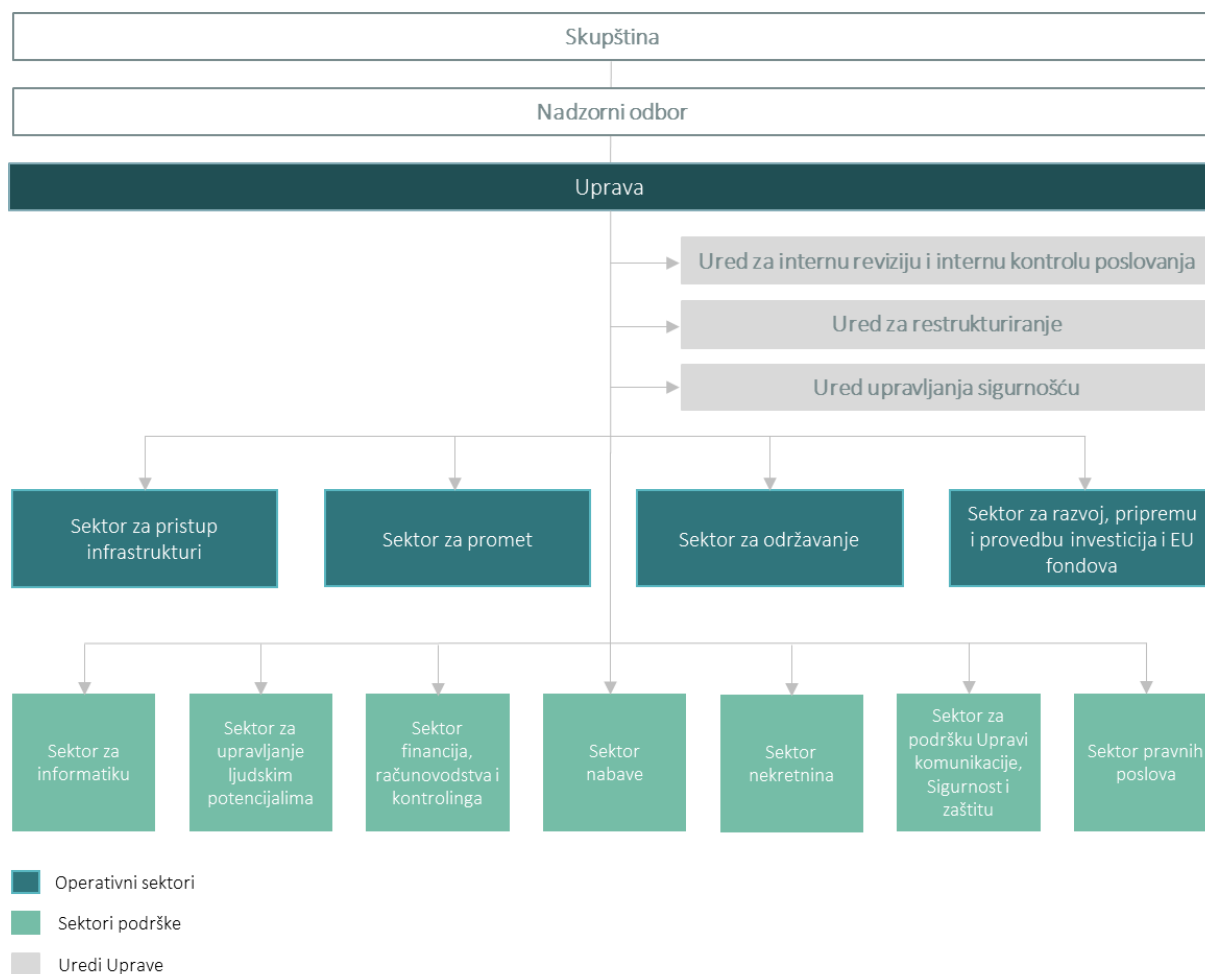 Skupština
Nadzorni odbor
Uprava
Ured za internu reviziju i internu kontrolu poslovanja
Ured za restrukturiranje
Ured upravljanja sigurnošću
Sektor za pristup
infrastrukturi
Sektor za promet
Sektor za održavanje
Sektor za razvoj, pripremu
i provedbu investicija i EU
fondova
Sektor za
informatiku
Sektor za
upravljanje
ljudskim
potencijalima
Sektor
financija,
računovodstva i
kontrolinga
Sektor
nabave
Sektor
nekretnina
Sektor za
podršku Upravi
komunikacije,
Sigurnost i
zaštitu
Sektor pravnih
poslova
Operativni sektori
Sektori podrške
Uredi Uprave